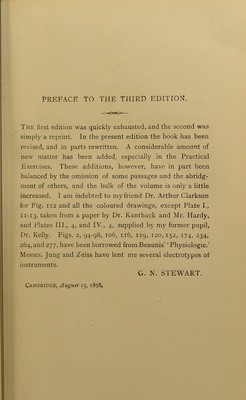 PREFACE TO THE THIRD EDITION.
THE first edition was quickly exhausted, and the second was
simply a reprint. In the present edition the book has been
revised, and in parts rewritten. A considerable amount of
new matter has been added, especially in the Practical
Exercises. These additions, however, have in part been
balanced by the omission of some passages and the abridg-
ment of others, and the bulk of the volume is only a little
increased. I am indebted to my friend Dr. Arthur Clarkson
for Fig. 112 and all the coloured drawings, except Plate I.,
11-13, taken from a paper by Dr. Kanthack and Mr. Hardy,
and Plates III., 4, and IV., 4, supplied by my former pupil,
Dr. Kelly. Figs. 2, 94-98, 106, 116, 119, 120, 132, 174, 234,
264, and 277, have been borrowed from Beaunis' 'Physiologie.'
Messrs. Jung and Zeiss have lent me several electrotypes of
instruments.
G. N. STEWART.
CAMBRIDGE, August 15, 1898.